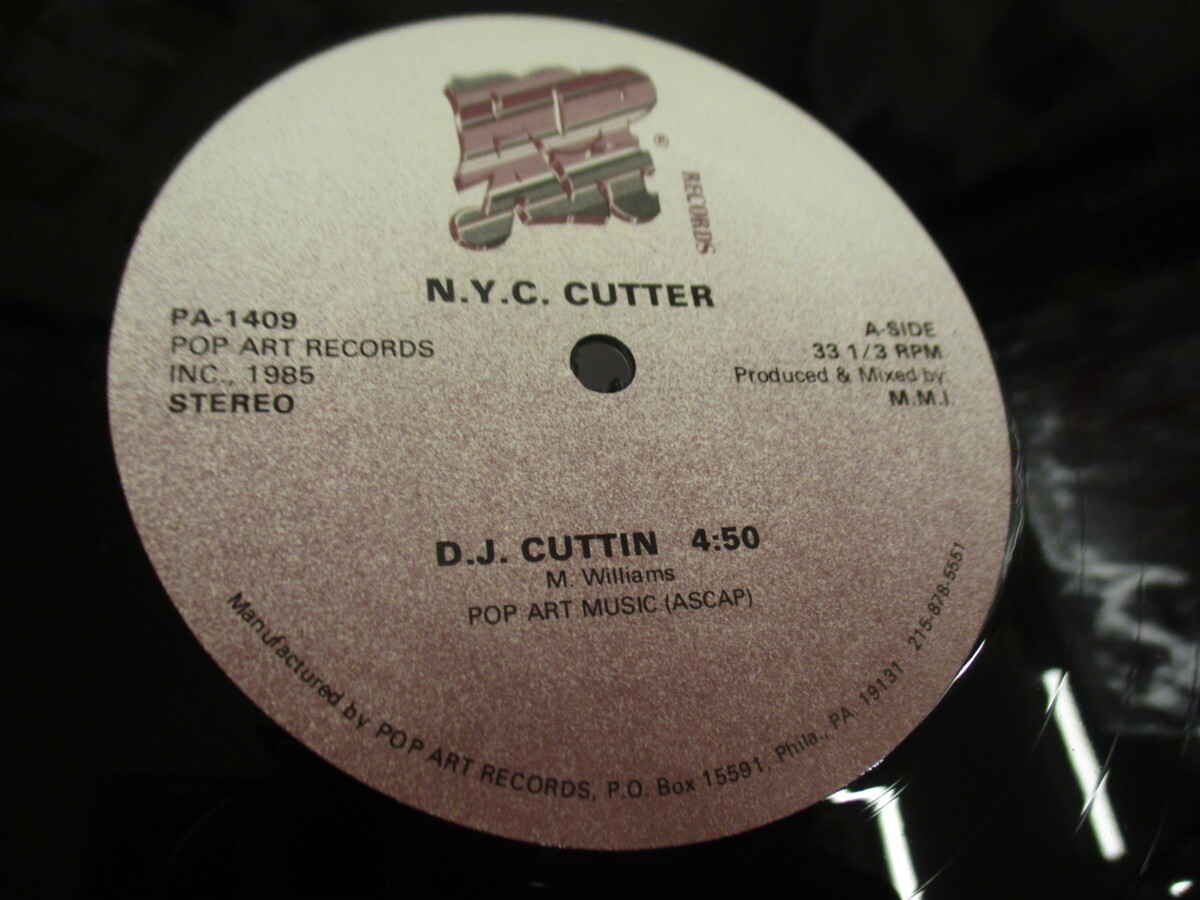 POP
ART
®
RECORDS
N.Y.C. CUTTER
PA-1409
POP ART RECORDS
INC., 1985
STEREO
A-SIDE
33 1/3 RPM
Produced & Mixed by:
M.M.I.
D.J. CUTTIN 4:50
M. Williams
POP ART MUSIC (ASCAP)
Manufactured by POP ART RECORDS, P.O. Box 15591, Phila., PA 19131 215-878-5551